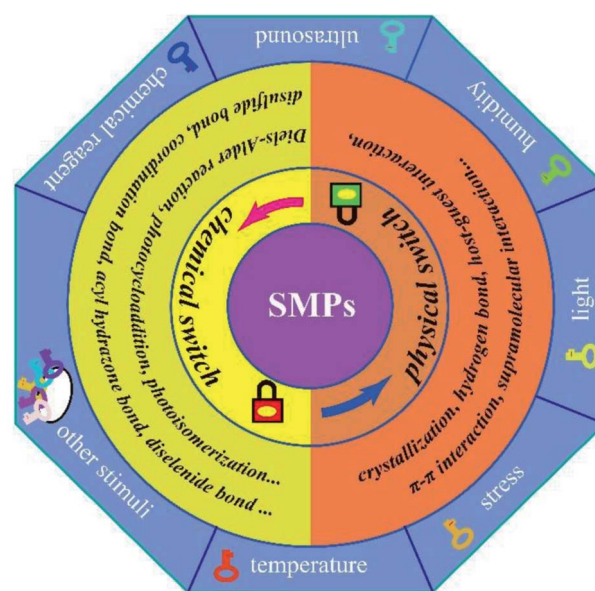 ultrasound
humidity
light
stress
temperature
other stimuli
chemical reagent
disulfide bond, coordination bond, acyl hydrazone bond, diselenide bond ...
Diels-Alder reaction, photocycloaddition, photoisomerization...
crystallization, hydrogen bond, host-guest interaction,
π-π interaction, supramolecular interaction...
chemical switch
physical switch
SMPs